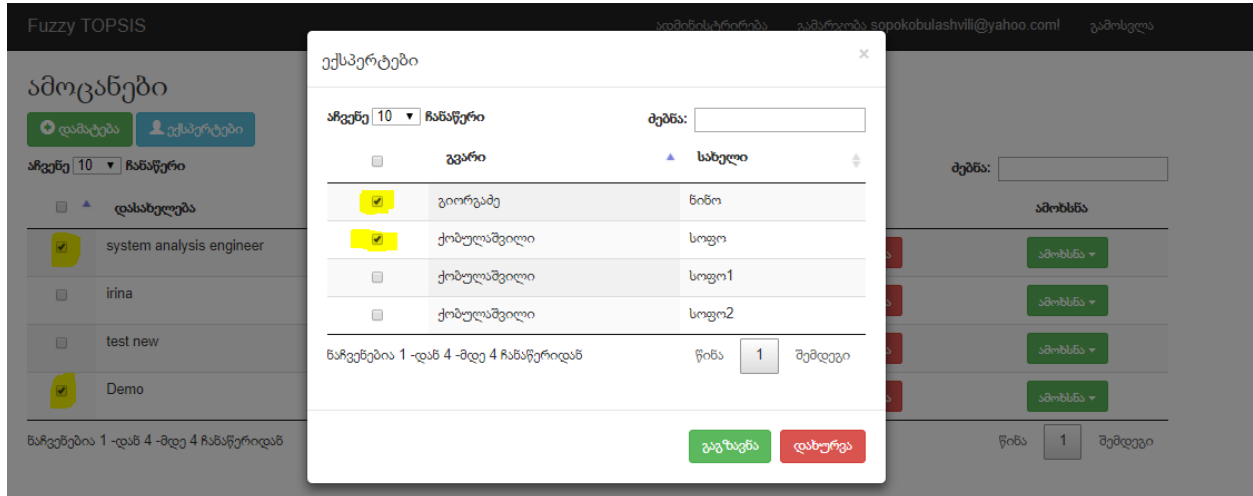 Fuzzy TOPSIS
ადმინისტრირება გამარჯობა sopokobulashvili@yahoo.com! გამოსვლა
ამოცანები
დამატება ექსპერტები
აჩვენე 10 ჩანაწერი
ძებნა:
დასახელება
ამოხსნა
system analysis engineer
ამოხსნა
irina
ამოხსნა
test new
ამოხსნა
Demo
ამოხსნა
ნაჩვენებია 1 -დან 4 -მდე 4 ჩანაწერიდან
წინა 1 შემდეგი
ექსპერტები
×
აჩვენე 10 ჩანაწერი
ძებნა:
გვარი სახელი
გიორგაძე ნინო
ქობულაშვილი სოფო
ქობულაშვილი სოფო1
ქობულაშვილი სოფო2
ნაჩვენებია 1 -დან 4 -მდე 4 ჩანაწერიდან
წინა 1 შემდეგი
გაგზავნა დახურვა